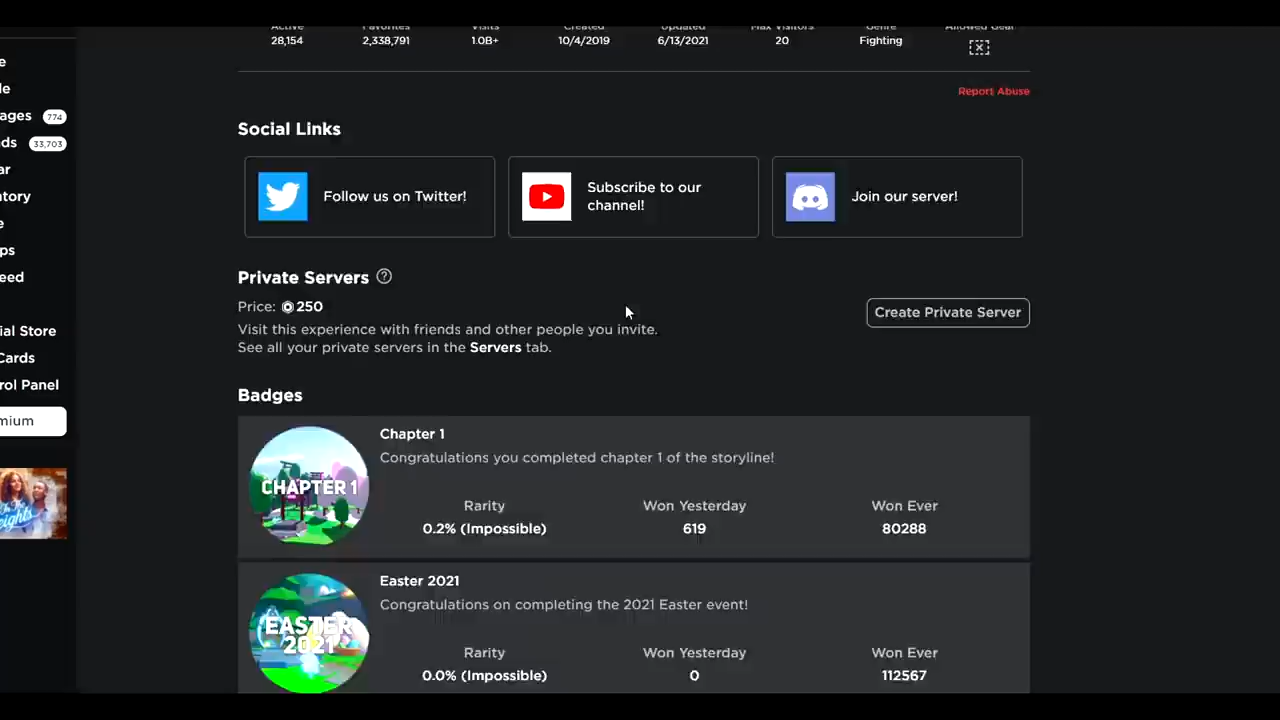 Active Favorites Visits Created Updated Max Visitors Genre Allowed Gear
28,154 2,338,791 1.0B+ 10/4/2019 6/13/2021 20 Fighting
Report Abuse
e
le
ages 774
ds 33,703
ar
tory
e
ps
eed
ial Store
Cards
rol Panel
mium
Social Links
Follow us on Twitter!
Subscribe to our
channel!
Join our server!
Private Servers
Price: 250
Create Private Server
Visit this experience with friends and other people you invite.
See all your private servers in the Servers tab.
Badges
CHAPTER 1
Chapter 1
Congratulations you completed chapter 1 of the storyline!
Rarity Won Yesterday Won Ever
0.2% (Impossible) 619 80288
EASTER
2021
Easter 2021
Congratulations on completing the 2021 Easter event!
Rarity Won Yesterday Won Ever
0.0% (Impossible) 0 112567